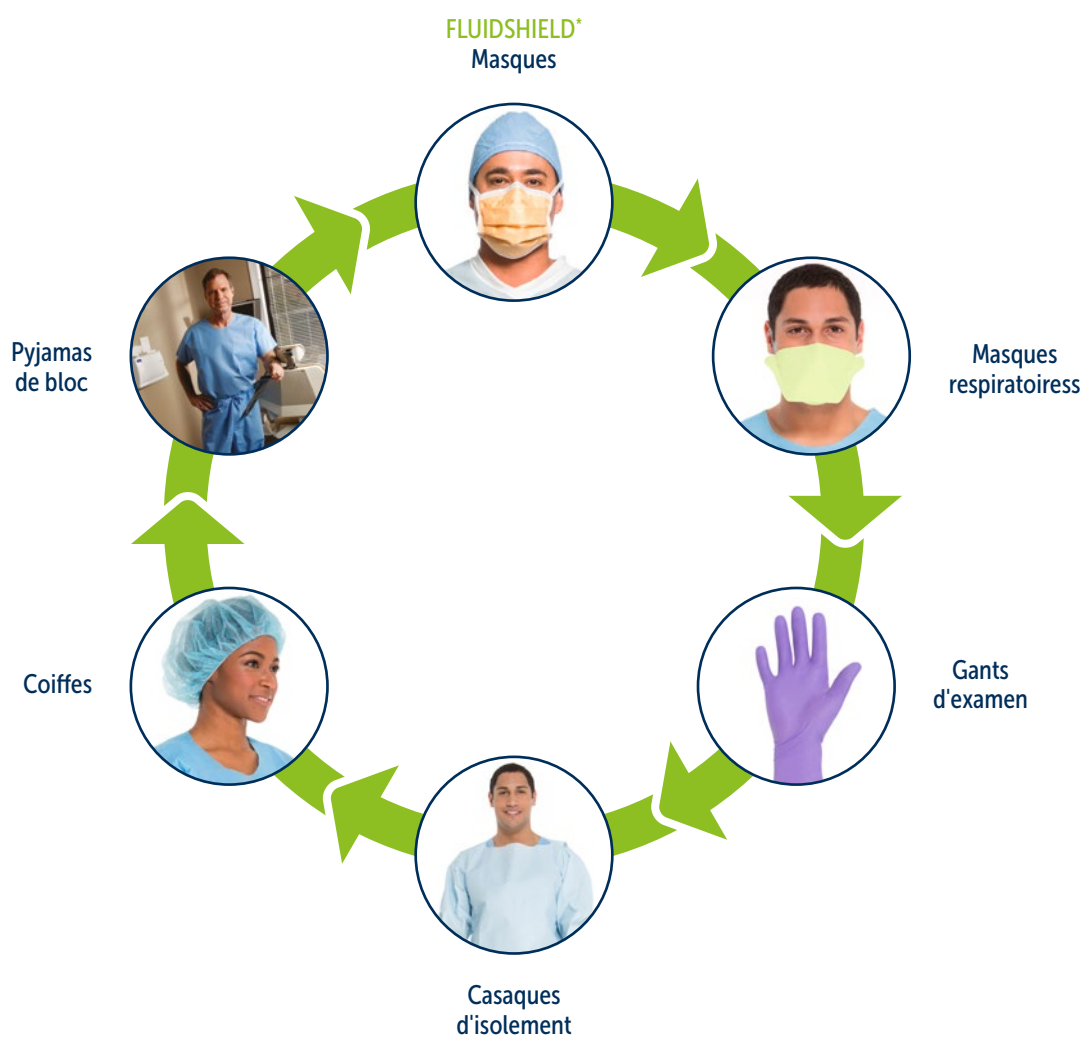 FLUIDSHIELD*
Masques
Masques
respiratoiress
Gants
d'examen
Casaques
d'isolement
Coiffes
Pyjamas
de bloc